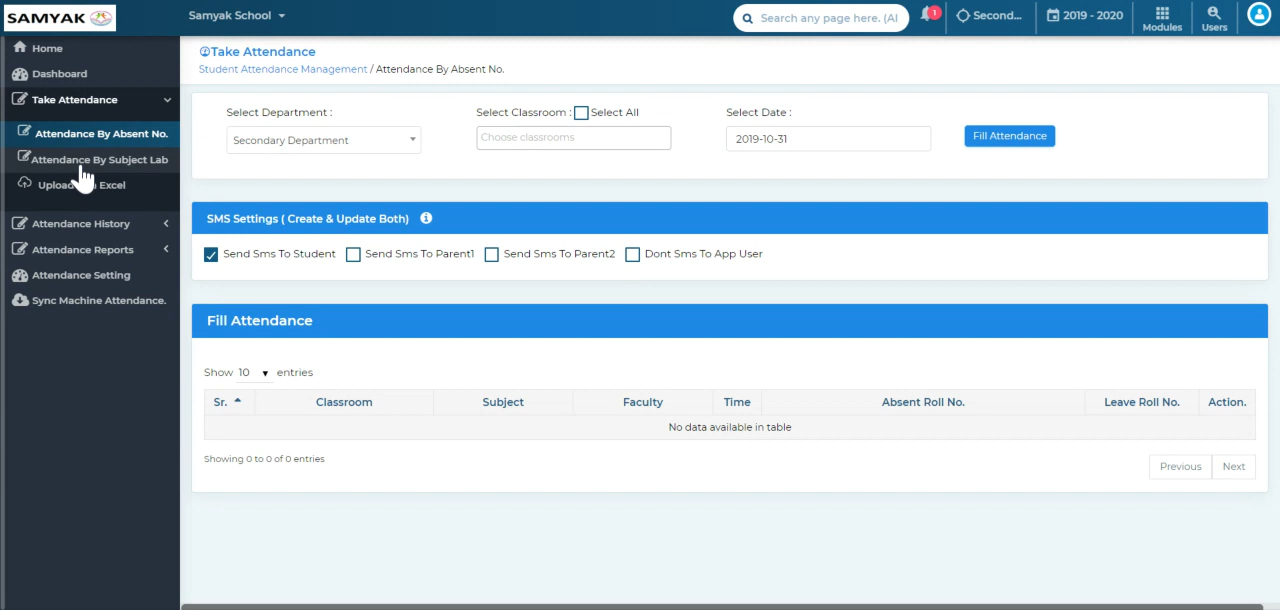 SAMYAK
Samyak School
Search any page here. (Al
1
Second...
2019 - 2020
Modules
Users
Home
Dashboard
Take Attendance
Attendance By Absent No.
Attendance By Subject Lab
Upload Excel
Attendance History
Attendance Reports
Attendance Setting
Sync Machine Attendance.
Take Attendance
Student Attendance Management / Attendance By Absent No.
Select Department :
Secondary Department
Select Classroom : Select All
Choose classrooms
Select Date :
2019-10-31
Fill Attendance
SMS Settings ( Create & Update Both)
Send Sms To Student Send Sms To Parent1 Send Sms To Parent2 Dont Sms To App User
Fill Attendance
Show 10 entries
Sr. Classroom Subject Faculty Time Absent Roll No. Leave Roll No. Action.
No data available in table
Showing 0 to 0 of 0 entries
Previous Next